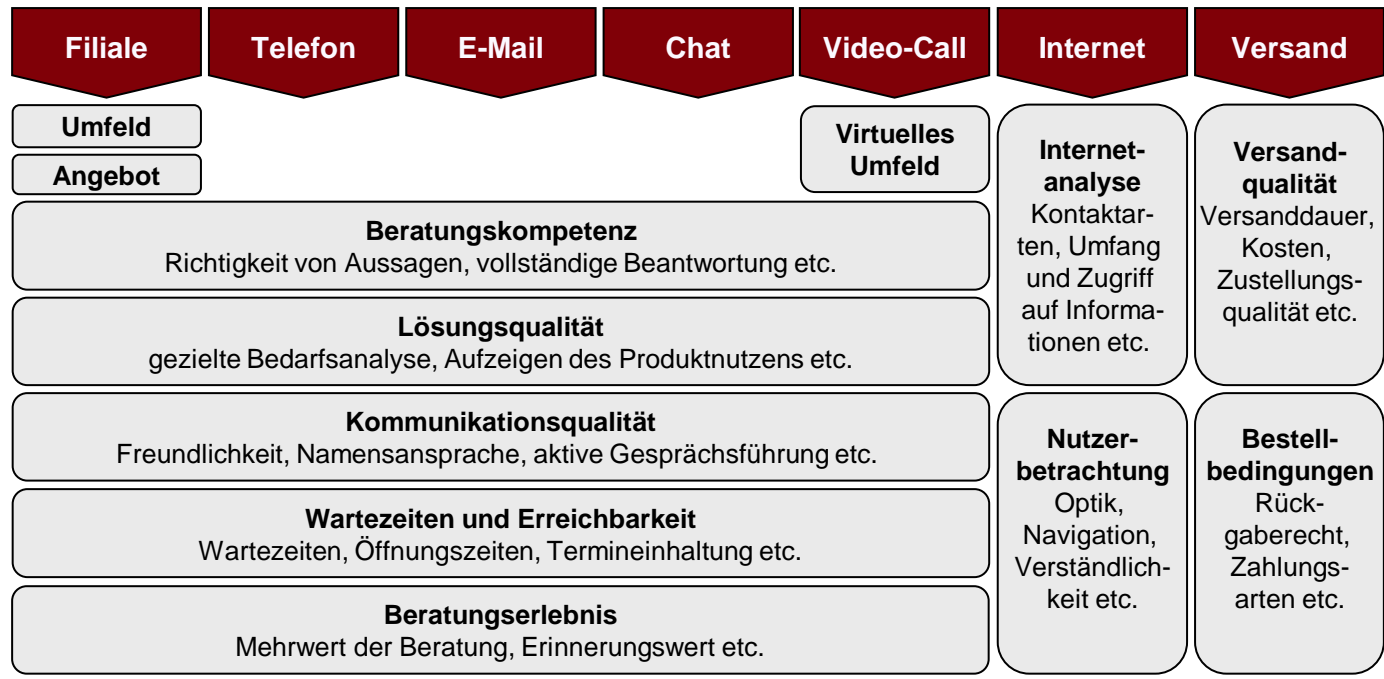 Filiale
Telefon
E-Mail
Chat
Video-Call
Internet
Versand
Umfeld
Angebot
Virtuelles
Umfeld
Beratungskompetenz
Richtigkeit von Aussagen, vollständige Beantwortung etc.
Lösungsqualität
gezielte Bedarfsanalyse, Aufzeigen des Produktnutzens etc.
Kommunikationsqualität
Freundlichkeit, Namensansprache, aktive Gesprächsführung etc.
Wartezeiten und Erreichbarkeit
Wartezeiten, Öffnungszeiten, Termineinhaltung etc.
Beratungserlebnis
Mehrwert der Beratung, Erinnerungswert etc.
Internet-
analyse
Kontaktar-
ten, Umfang
und Zugriff
auf Informa-
tionen etc.
Nutzer-
betrachtung
Optik,
Navigation,
Verständlich-
keit etc.
Versand-
qualität
Versanddauer,
Kosten,
Zustellungs-
qualität etc.
Bestell-
bedingungen
Rück-
gaberecht,
Zahlungs-
arten etc.